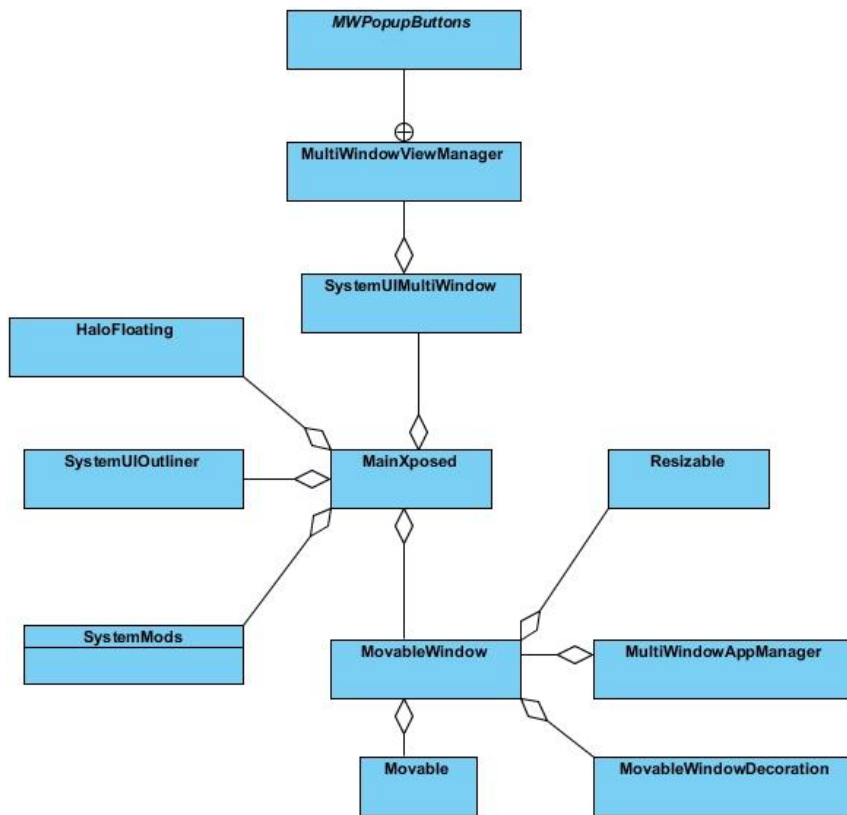 MWPopupButtons
MultiWindowViewManager
SystemUIMultiWindow
HaloFloating
SystemUIOutliner
MainXposed
Resizable
SystemMods
MovableWindow
MultiWindowAppManager
Movable
MovableWindowDecoration